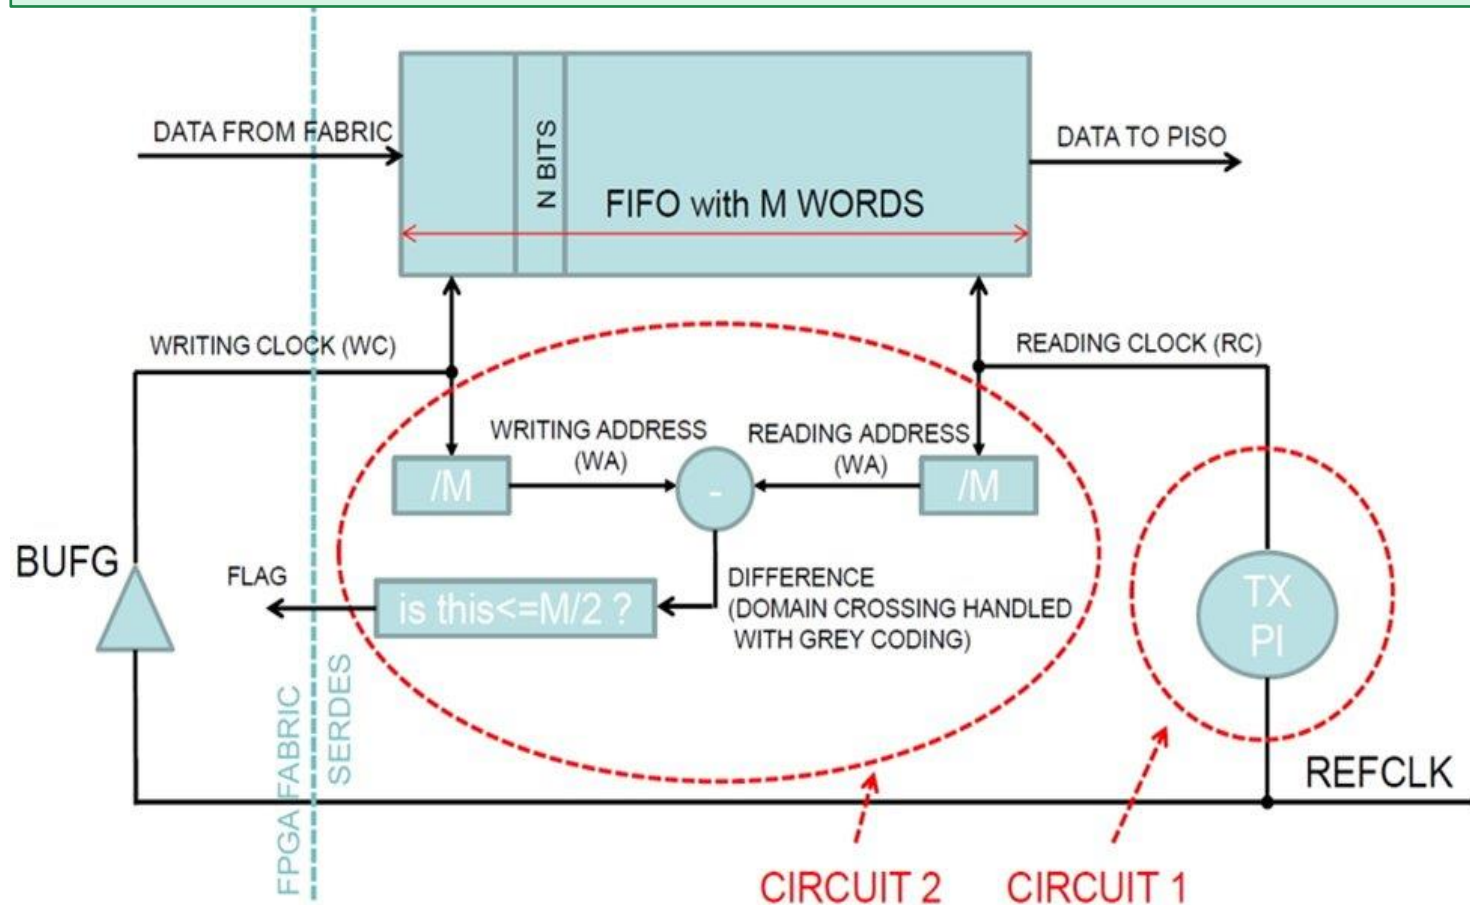 DATA FROM FABRIC
N BITS
FIFO with M WORDS
DATA TO PISO
WRITING CLOCK (WC)
READING CLOCK (RC)
WRITING ADDRESS
(WA)
READING ADDRESS
(WA)
/M
-
/M
BUFG
FLAG
is this<=M/2 ?
DIFFERENCE
(DOMAIN CROSSING HANDLED
WITH GREY CODING)
TX
PI
FPGA FABRIC
SERDES
REFCLK
CIRCUIT 2
CIRCUIT 1